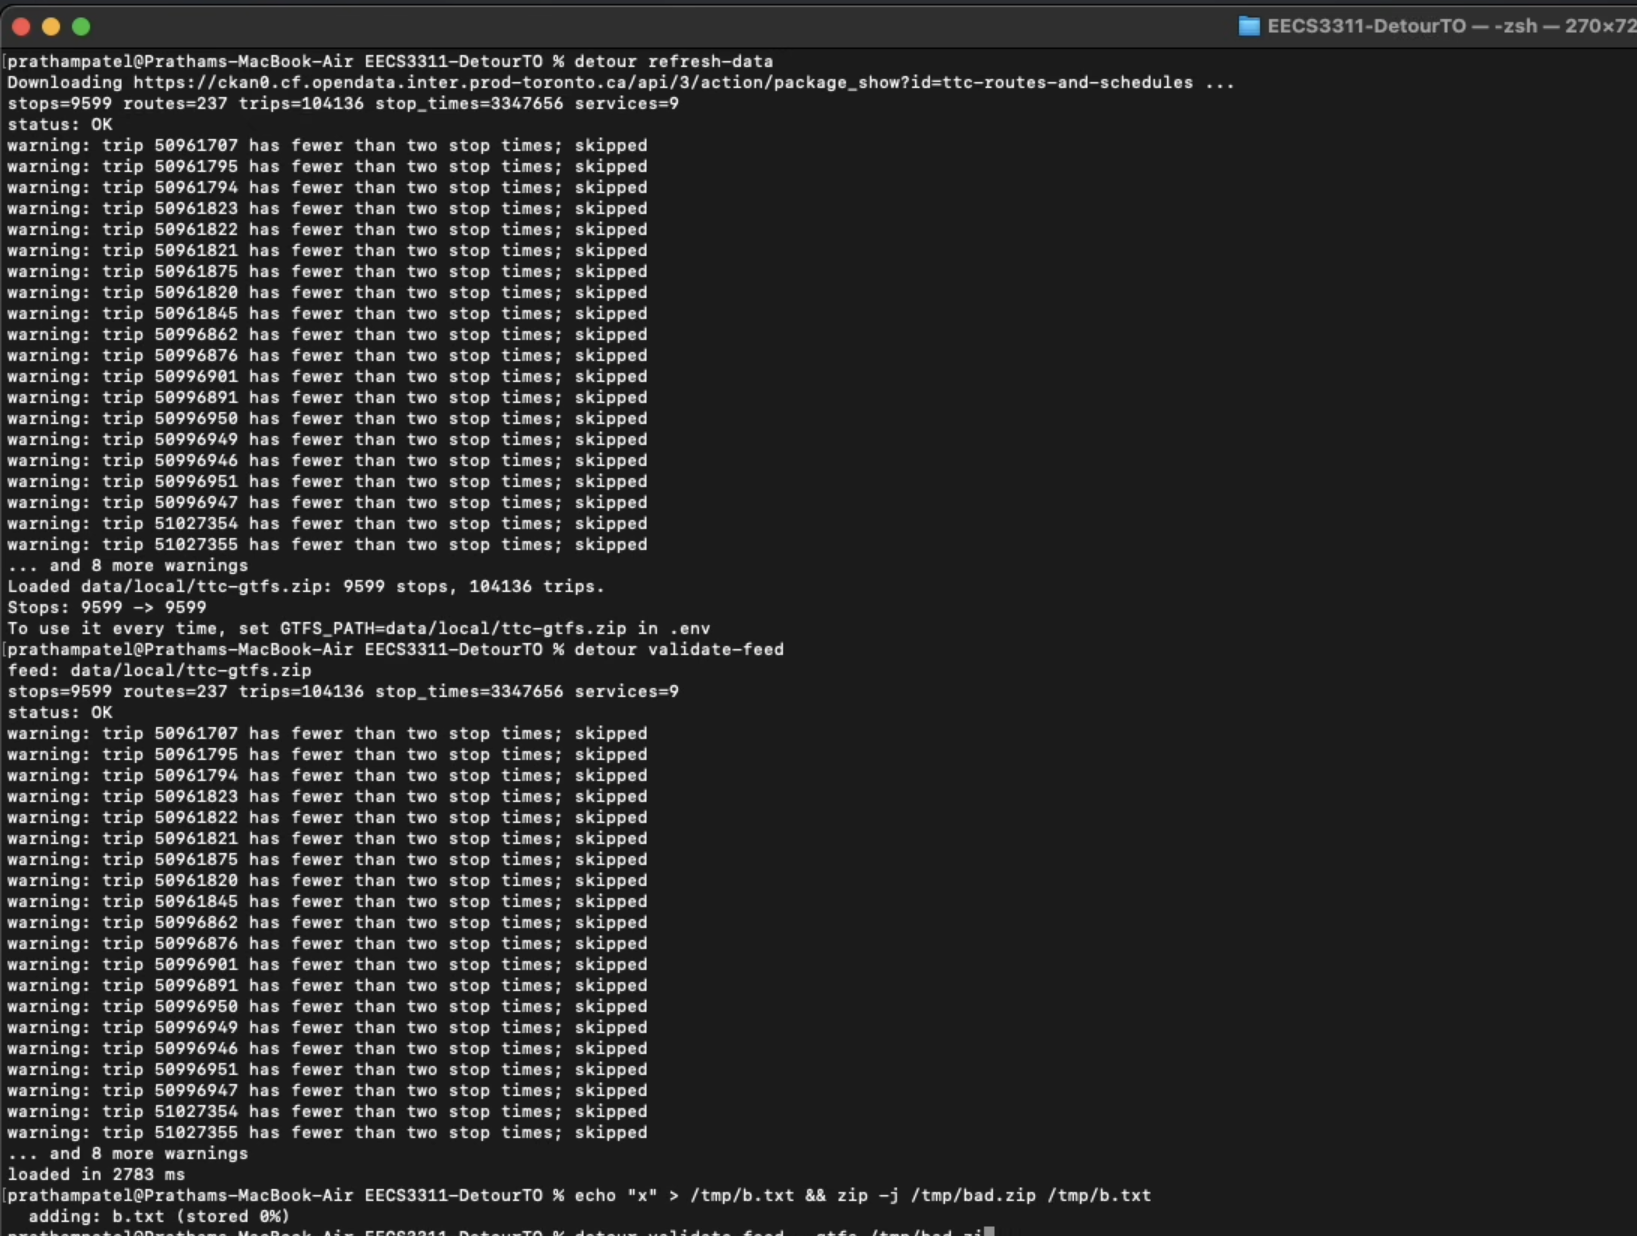 EECS3311-DetourTO — -zsh — 270×72
[prathampatel@Prathams-MacBook-Air EECS3311-DetourTO % detour refresh-data
Downloading https://ckan0.cf.opendata.inter.prod-toronto.ca/api/3/action/package_show?id=ttc-routes-and-schedules ...
stops=9599 routes=237 trips=104136 stop_times=3347656 services=9
status: OK
warning: trip 50961707 has fewer than two stop times; skipped
warning: trip 50961795 has fewer than two stop times; skipped
warning: trip 50961794 has fewer than two stop times; skipped
warning: trip 50961823 has fewer than two stop times; skipped
warning: trip 50961822 has fewer than two stop times; skipped
warning: trip 50961821 has fewer than two stop times; skipped
warning: trip 50961875 has fewer than two stop times; skipped
warning: trip 50961820 has fewer than two stop times; skipped
warning: trip 50961845 has fewer than two stop times; skipped
warning: trip 50996862 has fewer than two stop times; skipped
warning: trip 50996876 has fewer than two stop times; skipped
warning: trip 50996901 has fewer than two stop times; skipped
warning: trip 50996891 has fewer than two stop times; skipped
warning: trip 50996950 has fewer than two stop times; skipped
warning: trip 50996949 has fewer than two stop times; skipped
warning: trip 50996946 has fewer than two stop times; skipped
warning: trip 50996951 has fewer than two stop times; skipped
warning: trip 50996947 has fewer than two stop times; skipped
warning: trip 51027354 has fewer than two stop times; skipped
warning: trip 51027355 has fewer than two stop times; skipped
... and 8 more warnings
Loaded data/local/ttc-gtfs.zip: 9599 stops, 104136 trips.
Stops: 9599 -> 9599
To use it every time, set GTFS_PATH=data/local/ttc-gtfs.zip in .env
[prathampatel@Prathams-MacBook-Air EECS3311-DetourTO % detour validate-feed
feed: data/local/ttc-gtfs.zip
stops=9599 routes=237 trips=104136 stop_times=3347656 services=9
status: OK
warning: trip 50961707 has fewer than two stop times; skipped
warning: trip 50961795 has fewer than two stop times; skipped
warning: trip 50961794 has fewer than two stop times; skipped
warning: trip 50961823 has fewer than two stop times; skipped
warning: trip 50961822 has fewer than two stop times; skipped
warning: trip 50961821 has fewer than two stop times; skipped
warning: trip 50961875 has fewer than two stop times; skipped
warning: trip 50961820 has fewer than two stop times; skipped
warning: trip 50961845 has fewer than two stop times; skipped
warning: trip 50996862 has fewer than two stop times; skipped
warning: trip 50996876 has fewer than two stop times; skipped
warning: trip 50996901 has fewer than two stop times; skipped
warning: trip 50996891 has fewer than two stop times; skipped
warning: trip 50996950 has fewer than two stop times; skipped
warning: trip 50996949 has fewer than two stop times; skipped
warning: trip 50996946 has fewer than two stop times; skipped
warning: trip 50996951 has fewer than two stop times; skipped
warning: trip 50996947 has fewer than two stop times; skipped
warning: trip 51027354 has fewer than two stop times; skipped
warning: trip 51027355 has fewer than two stop times; skipped
... and 8 more warnings
loaded in 2783 ms
[prathampatel@Prathams-MacBook-Air EECS3311-DetourTO % echo "x" > /tmp/b.txt && zip -j /tmp/bad.zip /tmp/b.txt
  adding: b.txt (stored 0%)
prathampatel@Prathams-MacBook-Air EECS3311-DetourTO % detour validate-feed --gtfs /tmp/bad.zi